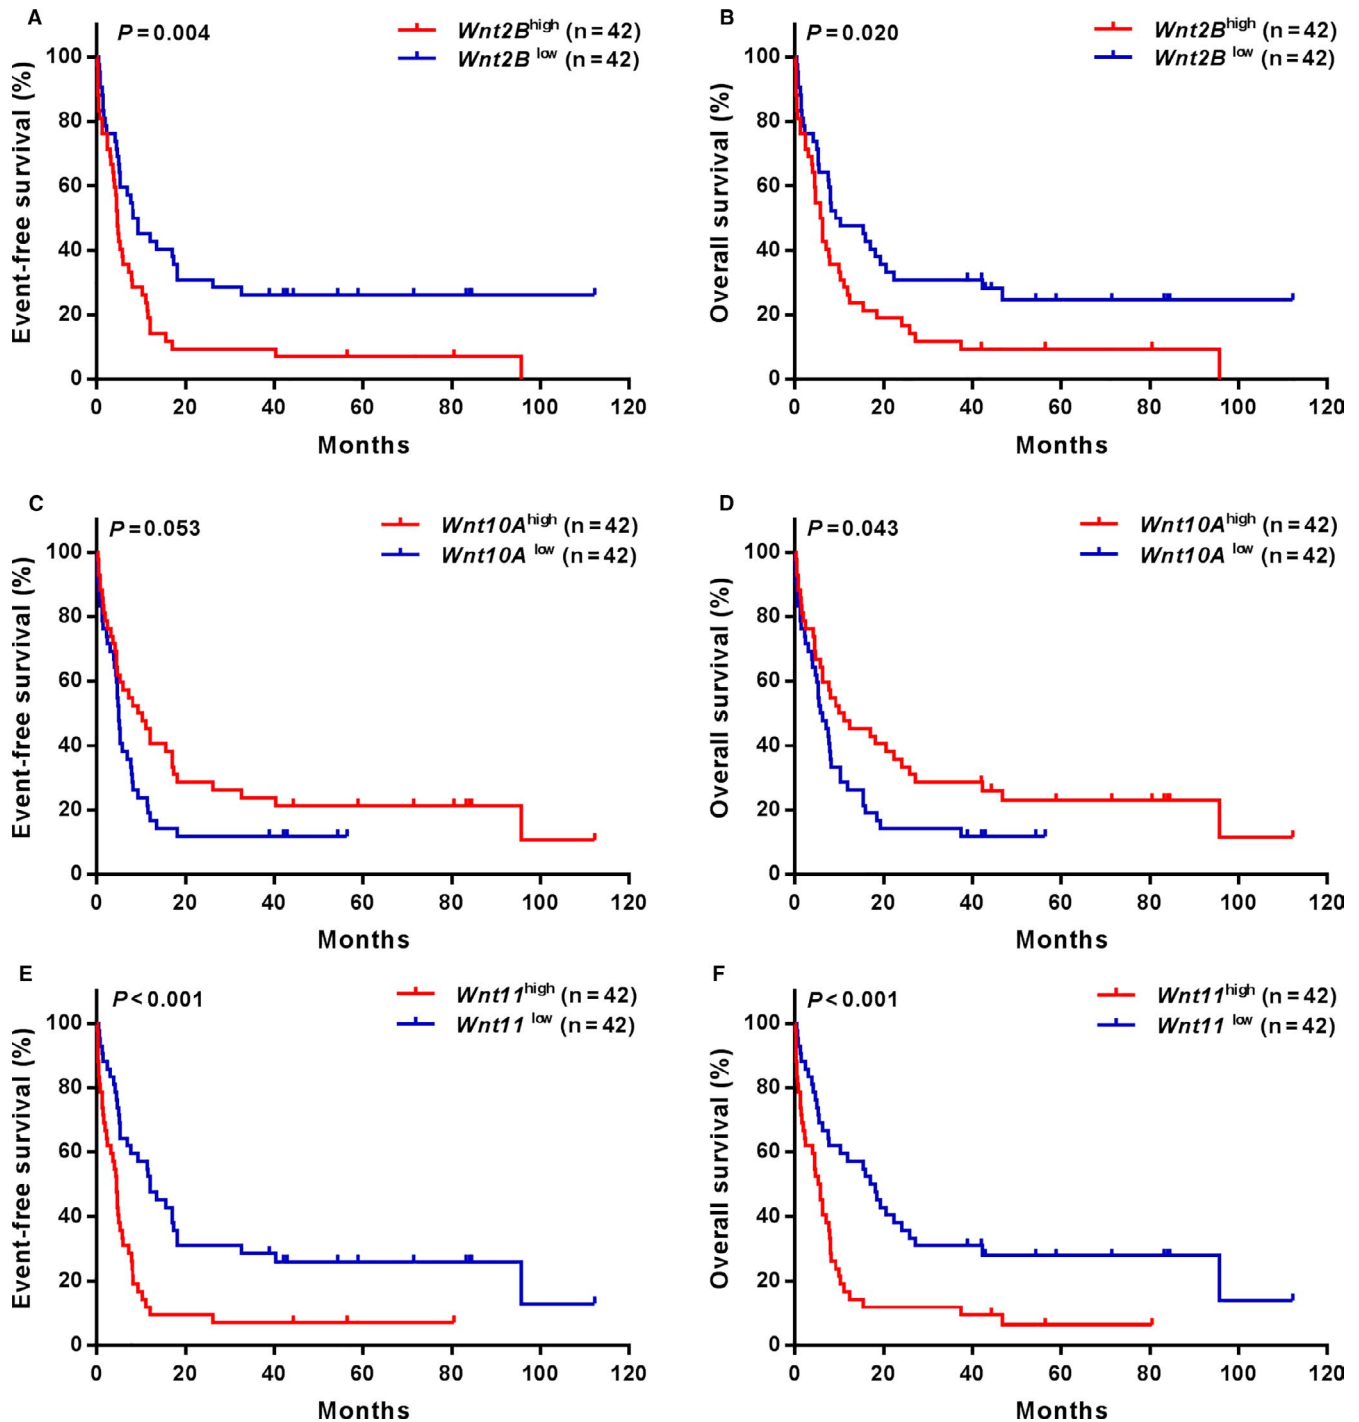 A
P=0.004
Wnt2B high (n=42)
Wnt2B low (n=42)
Event-free survival (%)
100
80
60
40
20
0
0 20 40 60 80 100 120
Months
B
P=0.020
Wnt2B high (n=42)
Wnt2B low (n=42)
Overall survival (%)
100
80
60
40
20
0
0 20 40 60 80 100 120
Months
C
P=0.053
Wnt10A high (n=42)
Wnt10A low (n=42)
Event-free survival (%)
100
80
60
40
20
0
0 20 40 60 80 100 120
Months
D
P=0.043
Wnt10A high (n=42)
Wnt10A low (n=42)
Overall survival (%)
100
80
60
40
20
0
0 20 40 60 80 100 120
Months
E
P<0.001
Wnt11 high (n=42)
Wnt11 low (n=42)
Event-free survival (%)
100
80
60
40
20
0
0 20 40 60 80 100 120
Months
F
P<0.001
Wnt11 high (n=42)
Wnt11 low (n=42)
Overall survival (%)
100
80
60
40
20
0
0 20 40 60 80 100 120
Months